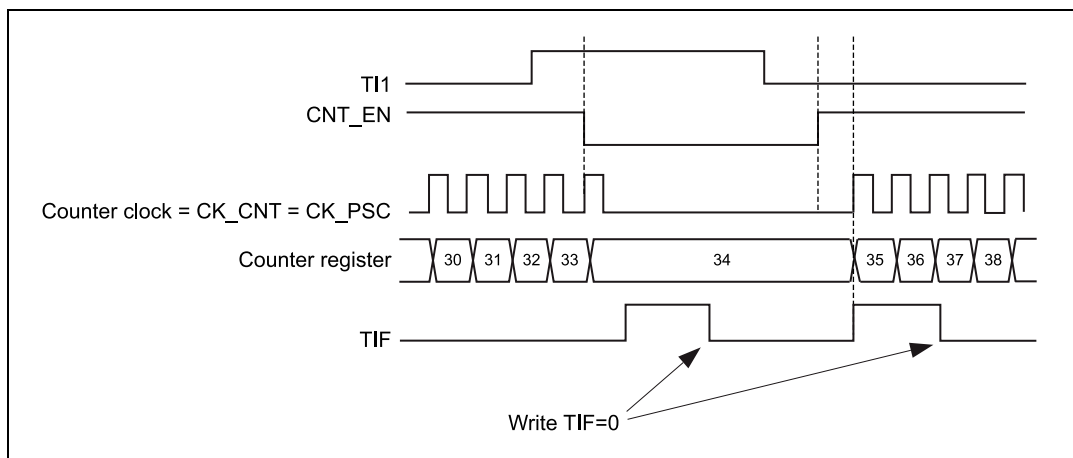 TI1
CNT_EN
Counter clock = CK_CNT = CK_PSC
Counter register 30 31 32 33 34 35 36 37 38
TIF
Write TIF=0